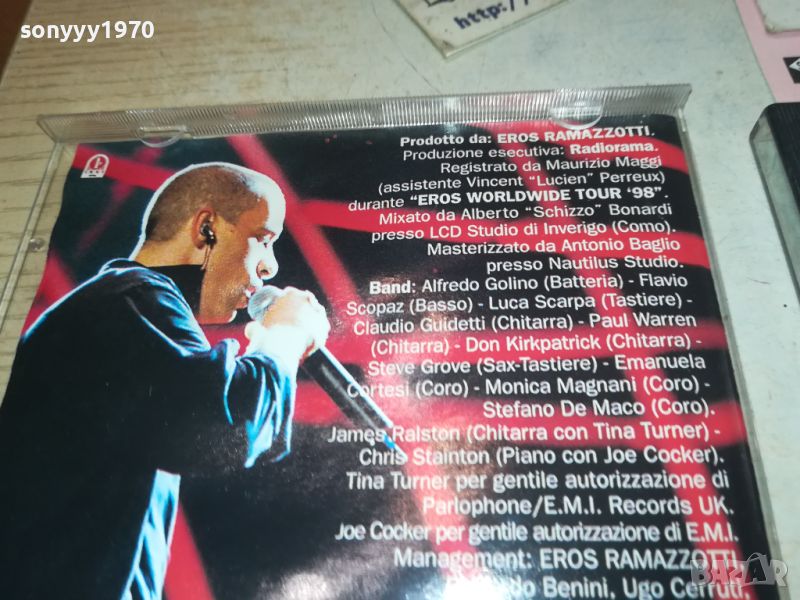 sonyyy1970
http://
Prodotto da: EROS RAMAZZOTTI.
Produzione esecutiva: Radiorama.
Registrato da Maurizio Maggi
(assistente Vincent "Lucien" Perreux)
durante "EROS WORLDWIDE TOUR '98".
Mixato da Alberto "Schizzo" Bonardi
presso LCD Studio di Inverigo (Como).
Masterizzato da Antonio Baglio
presso Nautilus Studio.
Band: Alfredo Golino (Batteria) - Flavio
Scopaz (Basso) - Luca Scarpa (Tastiere) -
Claudio Guidetti (Chitarra) - Paul Warren
(Chitarra) - Don Kirkpatrick (Chitarra) -
Steve Grove (Sax-Tastiere) - Emanuela
Cortesi (Coro) - Monica Magnani (Coro) -
Stefano De Maco (Coro).
James Ralston (Chitarra con Tina Turner) -
Chris Stainton (Piano con Joe Cocker).
Tina Turner per gentile autorizzazione di
Parlophone/E.M.I. Records UK.
Joe Cocker per gentile autorizzazione di E.M.I.
Management: EROS RAMAZZOTTI,
Benini, Ugo Cerruti,
BAZAR